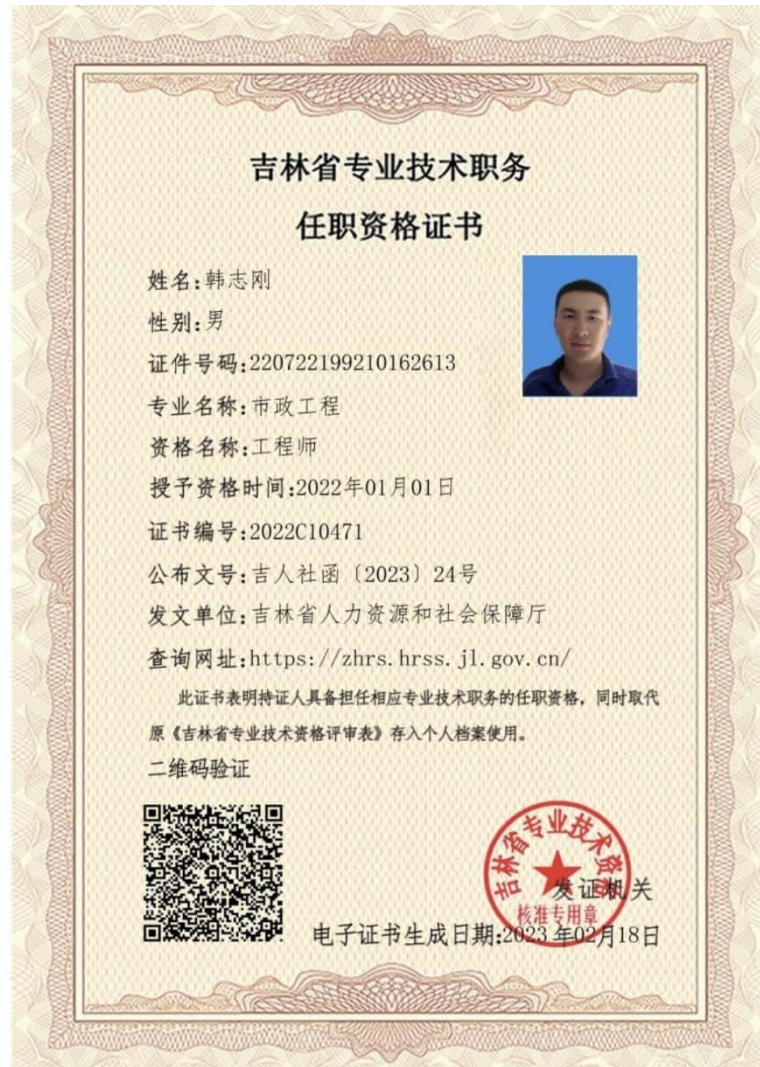 吉林省专业技术职务
任职资格证书
姓名:韩志刚
性别:男
证件号码:220722199210162613
专业名称:市政工程
资格名称:工程师
授予资格时间:2022年01月01日
证书编号:2022C10471
公布文号:吉人社函〔2023〕24号
发文单位:吉林省人力资源和社会保障厅
查询网址:https://zhrs.hrss.jl.gov.cn/
此证书表明持证人具备担任相应专业技术职务的任职资格，同时取代
原《吉林省专业技术资格评审表》存入个人档案使用。
二维码验证
吉林省专业技术资格
核准专用章
发证机关
电子证书生成日期:2023年02月18日